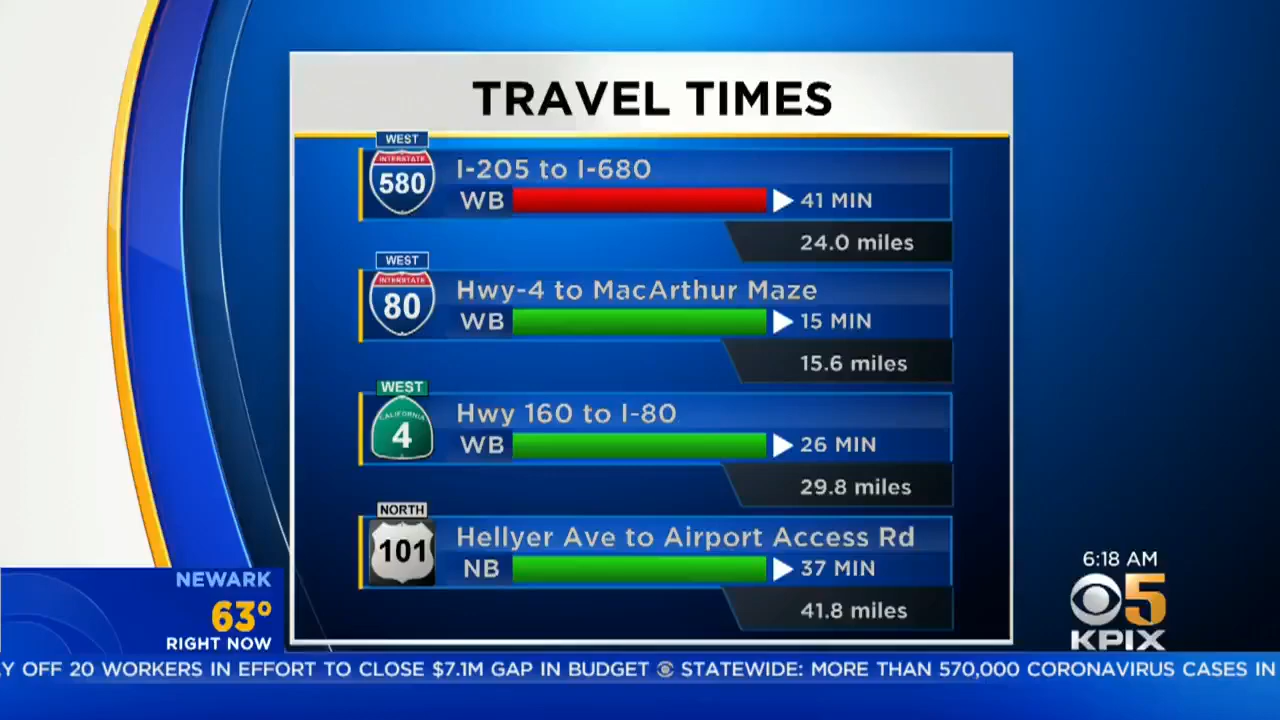 TRAVEL TIMES
WEST
INTERSTATE
580
I-205 to I-680
WB
41 MIN
24.0 miles
WEST
INTERSTATE
80
Hwy-4 to MacArthur Maze
WB
15 MIN
15.6 miles
WEST
CALIFORNIA
4
Hwy 160 to I-80
WB
26 MIN
29.8 miles
NORTH
101
Hellyer Ave to Airport Access Rd
NB
37 MIN
41.8 miles
NEWARK
63°
RIGHT NOW
6:18 AM
5
KPIX
Y OFF 20 WORKERS IN EFFORT TO CLOSE $7.1M GAP IN BUDGET STATEWIDE: MORE THAN 570,000 CORONAVIRUS CASES IN